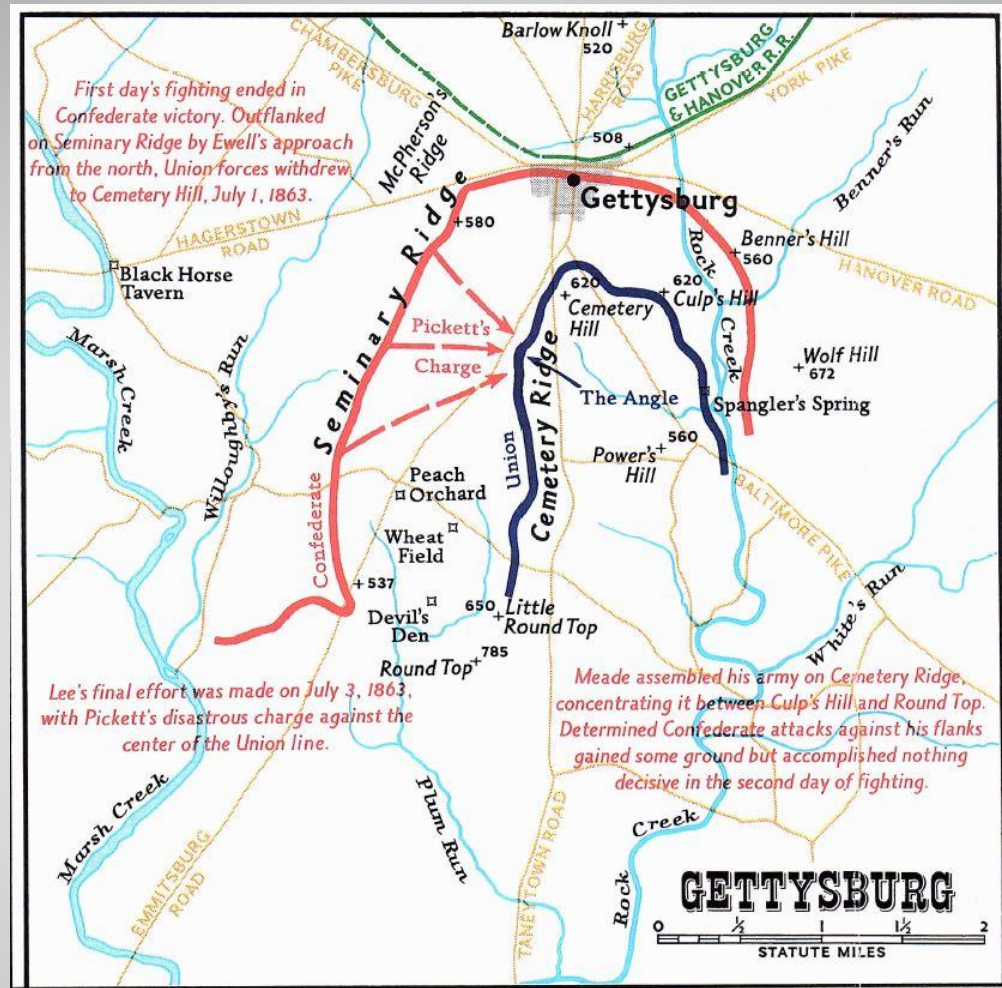 Barlow Knoll
520
CHAMBERSBURG
PIKE
HARRISBURG
ROAD
GETTYSBURG
& HANOVER R.R.
YORK PIKE
First day's fighting ended in
Confederate victory. Outflanked
on Seminary Ridge by Ewell's approach
from the north, Union forces withdrew
to Cemetery Hill, July 1, 1863.
McPherson's
Ridge
508
Benner's Run
Gettysburg
580
HAGERSTOWN
ROAD
Black Horse
Tavern
Seminary Ridge
Rock Creek
Benner's Hill
560
HANOVER ROAD
620
Cemetery
Hill
620
Culp's Hill
Pickett's
Charge
Marsh Creek
Willoughby's Run
Wolf Hill
672
The Angle
Spangler's Spring
Cemetery Ridge
Union
Confederate
560
Power's
Hill
Peach
Orchard
BALTIMORE PIKE
Wheat
Field
537
Devil's
Den
650
Little
Round Top
785
Round Top
White's Run
Lee's final effort was made on July 3, 1863,
with Pickett's disastrous charge against the
center of the Union line.
Meade assembled his army on Cemetery Ridge,
concentrating it between Culp's Hill and Round Top.
Determined Confederate attacks against his flanks
gained some ground but accomplished nothing
decisive in the second day of fighting.
Marsh Creek
EMMITSBURG
ROAD
Plum Run
TANEYTOWN ROAD
Rock Creek
GETTYSBURG
0 ½ 1 1½ 2
STATUTE MILES